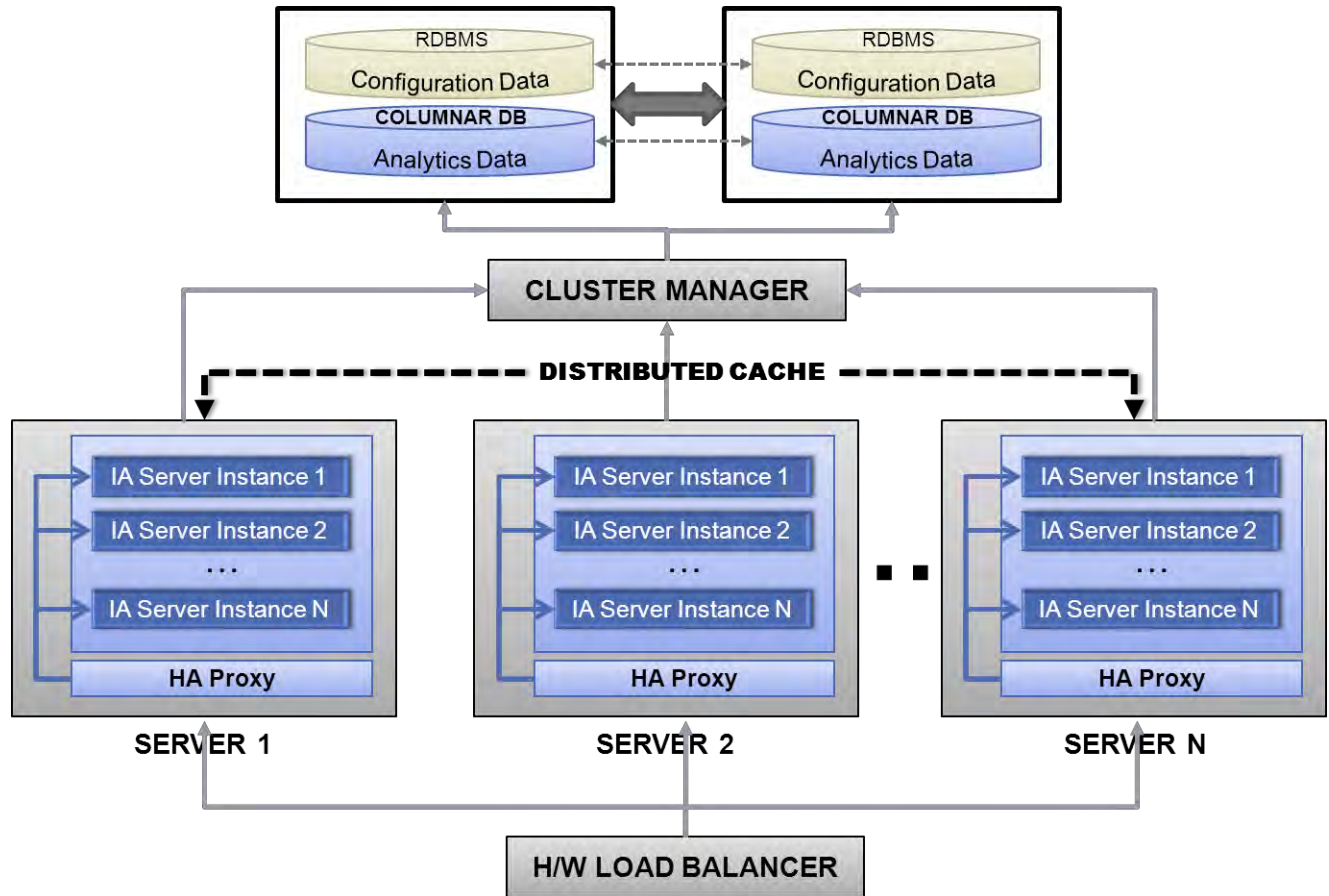 RDBMS
Configuration Data
COLUMNAR DB
Analytics Data
RDBMS
Configuration Data
COLUMNAR DB
Analytics Data
CLUSTER MANAGER
DISTRIBUTED CACHE
IA Server Instance 1
IA Server Instance 2
. . .
IA Server Instance N
HA Proxy
SERVER 1
IA Server Instance 1
IA Server Instance 2
. . .
IA Server Instance N
HA Proxy
SERVER 2
IA Server Instance 1
IA Server Instance 2
. . .
IA Server Instance N
HA Proxy
SERVER N
H/W LOAD BALANCER